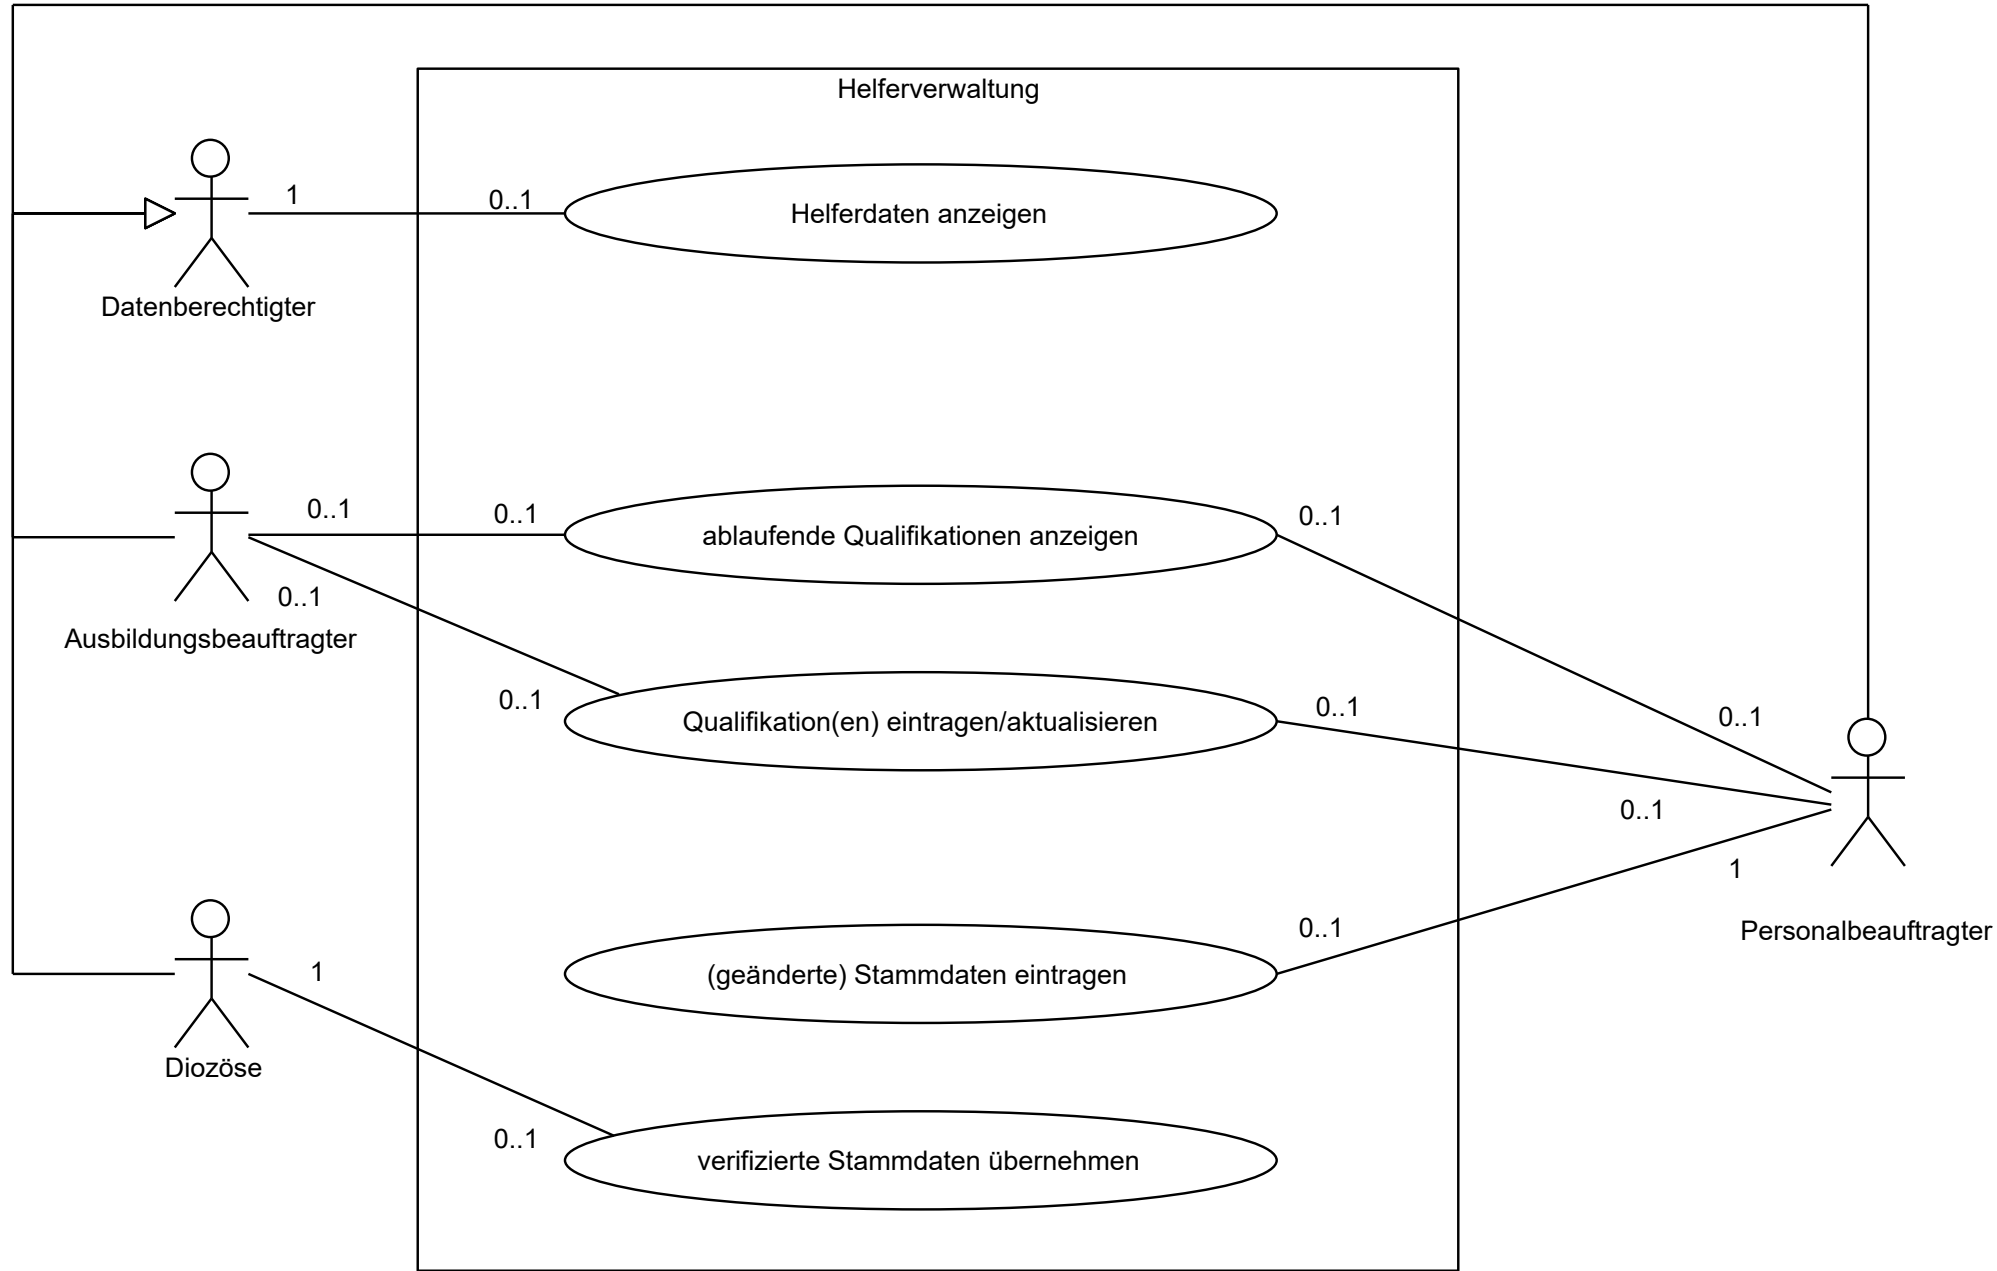 Helferverwaltung
1
0..1
Helferdaten anzeigen
Datenberechtigter
0..1
0..1
ablaufende Qualifikationen anzeigen
0..1
0..1
Ausbildungsbeauftragter
0..1
Qualifikation(en) eintragen/aktualisieren
0..1
0..1
0..1
1
Personalbeauftragter
0..1
(geänderte) Stammdaten eintragen
1
Diozöse
0..1
verifizierte Stammdaten übernehmen